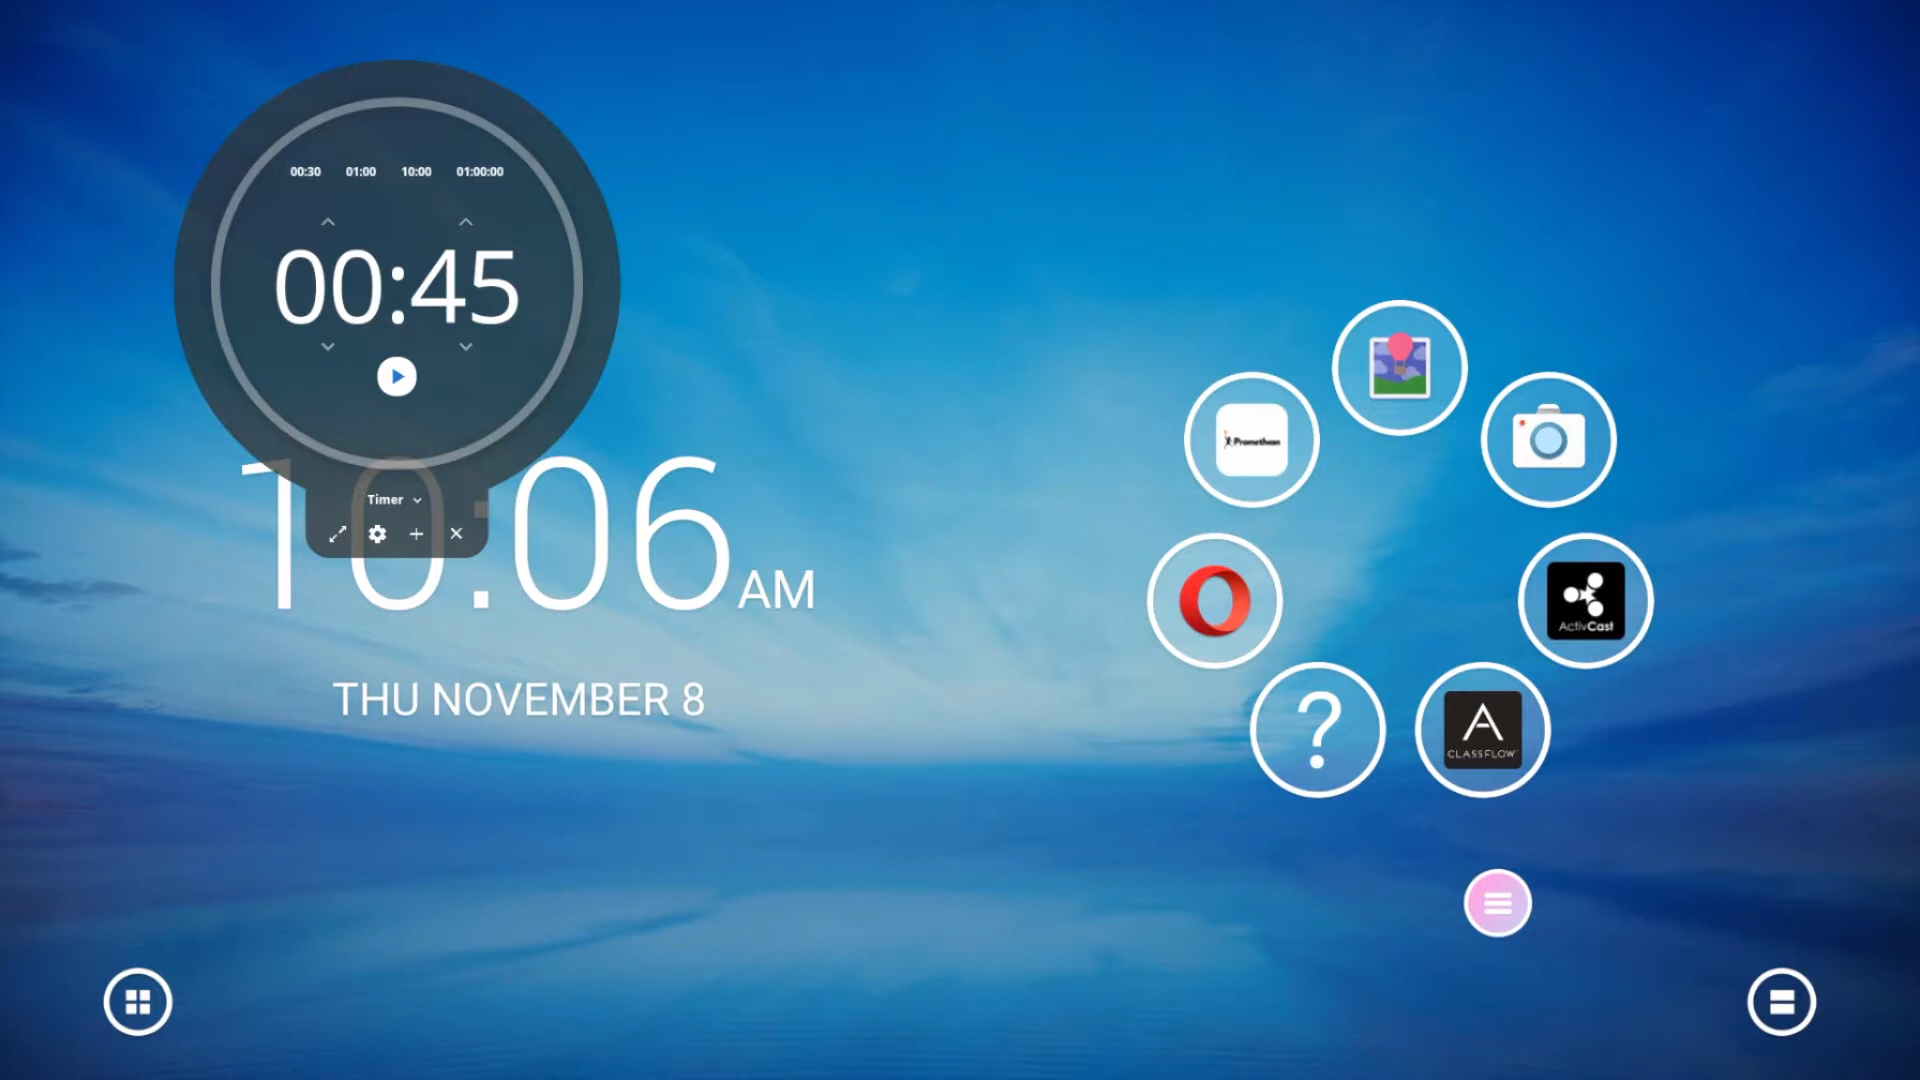 00:30 01:00 10:00 01:00:00
00:45
Timer
10:06 AM
THU NOVEMBER 8
Promethean
ActivCast
?
A
CLASSFLOW